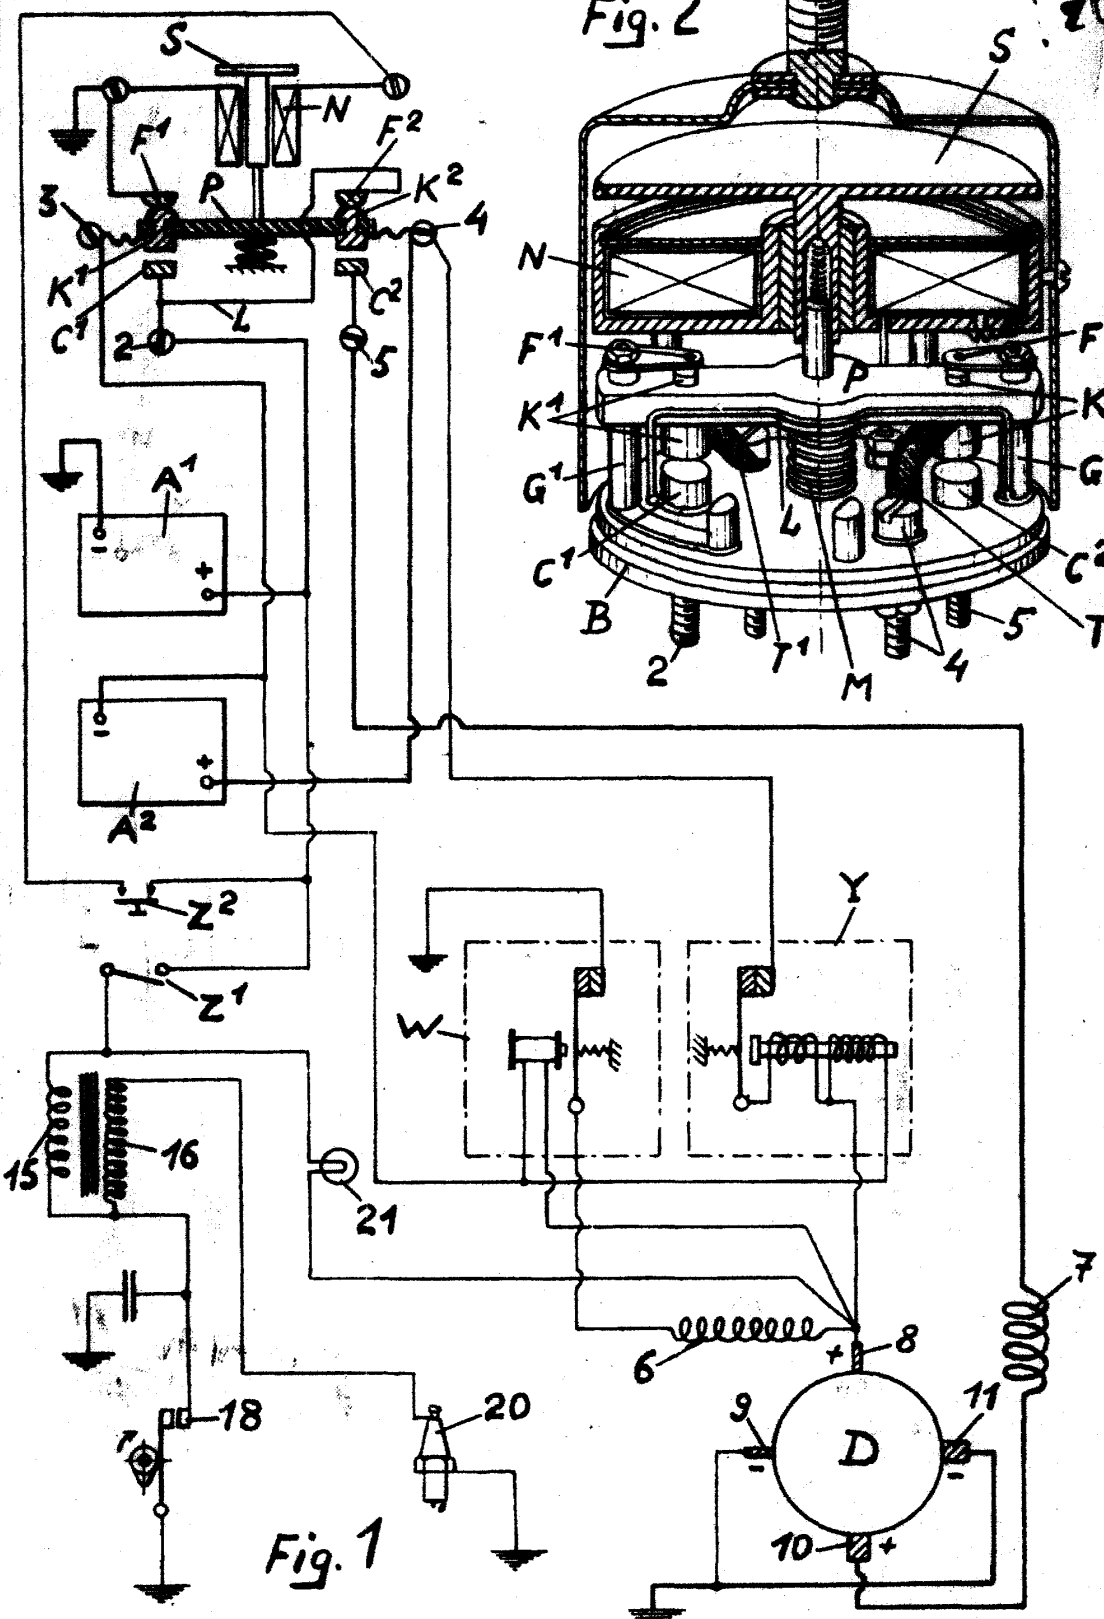 Fig. 2
S
S
N
F¹
F²
P
K²
3
4
N
K¹
C¹
L
C²
2
5
F¹
F
P
K¹
K
G¹
G
L
C¹
C²
B
5
T
2
T¹
M
4
A¹
-
+
-
+
A²
Z²
Y
Z¹
W
15
16
21
7
6
+
8
18
20
9
11
D
-
-
10
+
Fig. 1